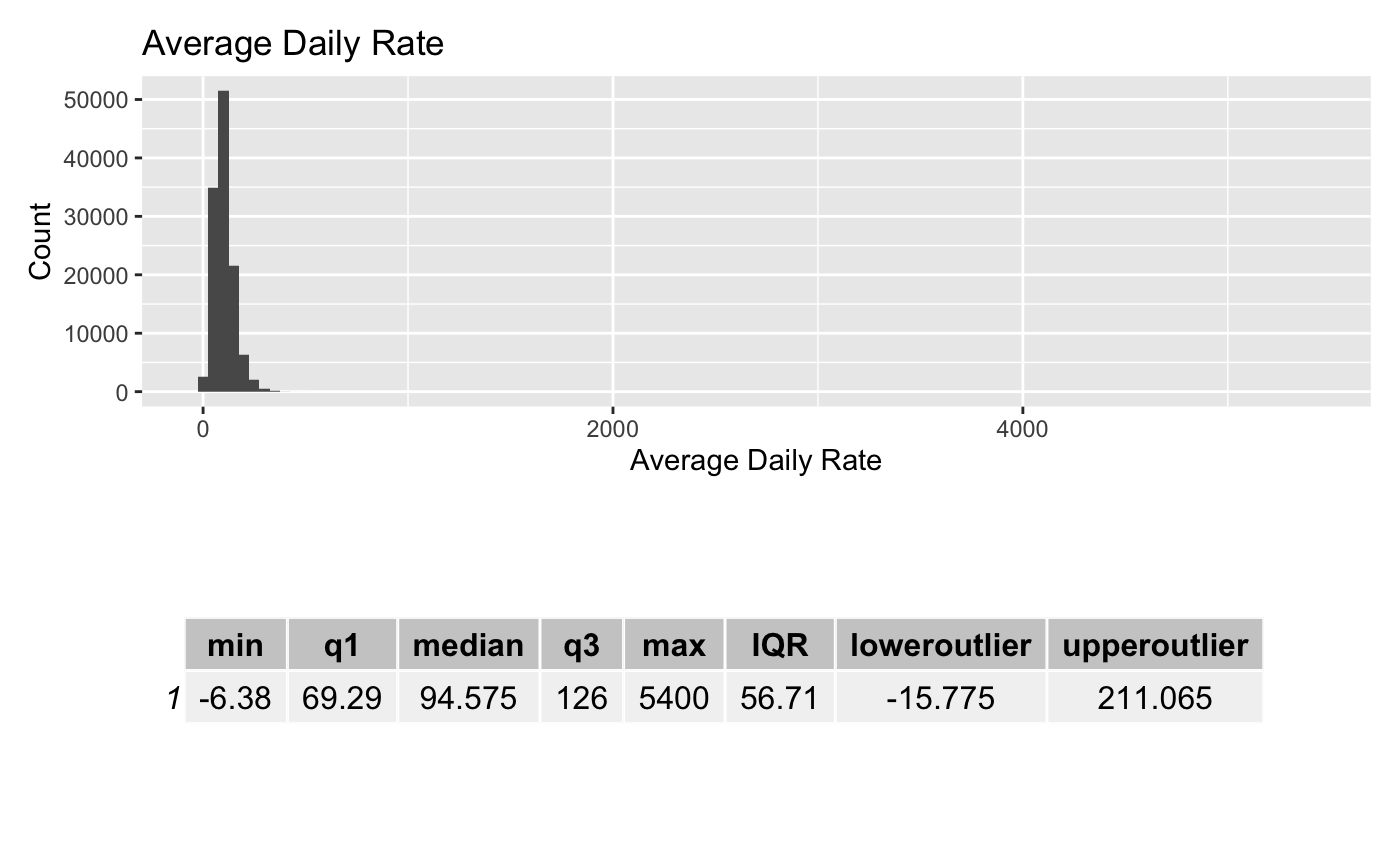 Average Daily Rate
50000
40000
30000
20000
10000
0
Count
0 2000 4000
Average Daily Rate
min q1 median q3 max IQR loweroutlier upperoutlier
1 -6.38 69.29 94.575 126 5400 56.71 -15.775 211.065